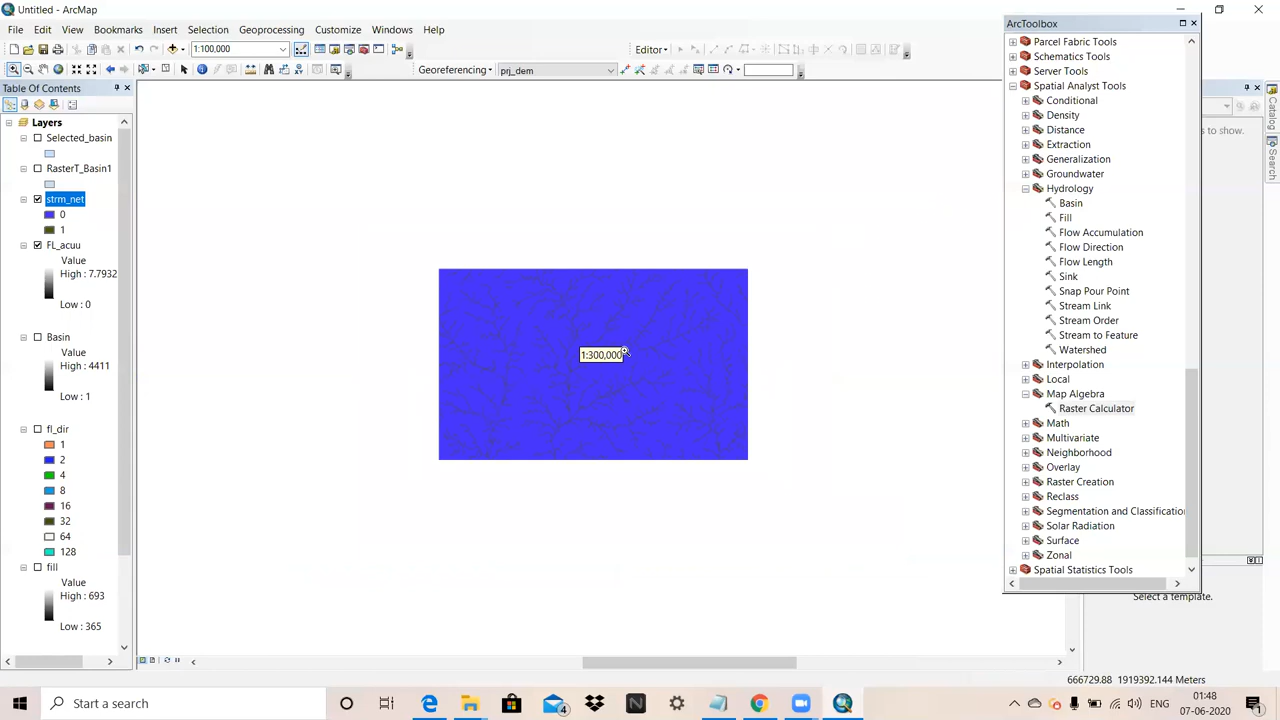 Untitled - ArcMap
File Edit View Bookmarks Insert Selection Geoprocessing Customize Windows Help
1:100,000
Editor
Georeferencing
prj_dem
Table Of Contents
Layers
Selected_basin
RasterT_Basin1
strm_net
0
1
FL_acuu
Value
High : 7.7932
Low : 0
Basin
Value
High : 4411
Low : 1
fl_dir
1
2
4
8
16
32
64
128
fill
Value
High : 693
Low : 365
1:300,000
ArcToolbox
Parcel Fabric Tools
Schematics Tools
Server Tools
Spatial Analyst Tools
Conditional
Density
Distance
Extraction
Generalization
Groundwater
Hydrology
Basin
Fill
Flow Accumulation
Flow Direction
Flow Length
Sink
Snap Pour Point
Stream Link
Stream Order
Stream to Feature
Watershed
Interpolation
Local
Map Algebra
Raster Calculator
Math
Multivariate
Neighborhood
Overlay
Raster Creation
Reclass
Segmentation and Classification
Solar Radiation
Surface
Zonal
Spatial Statistics Tools
s to show.
Select a template.
Catalog
Search
666729.88 1919392.144 Meters
Start a search
4
N
ENG
01:48
07-06-2020
1